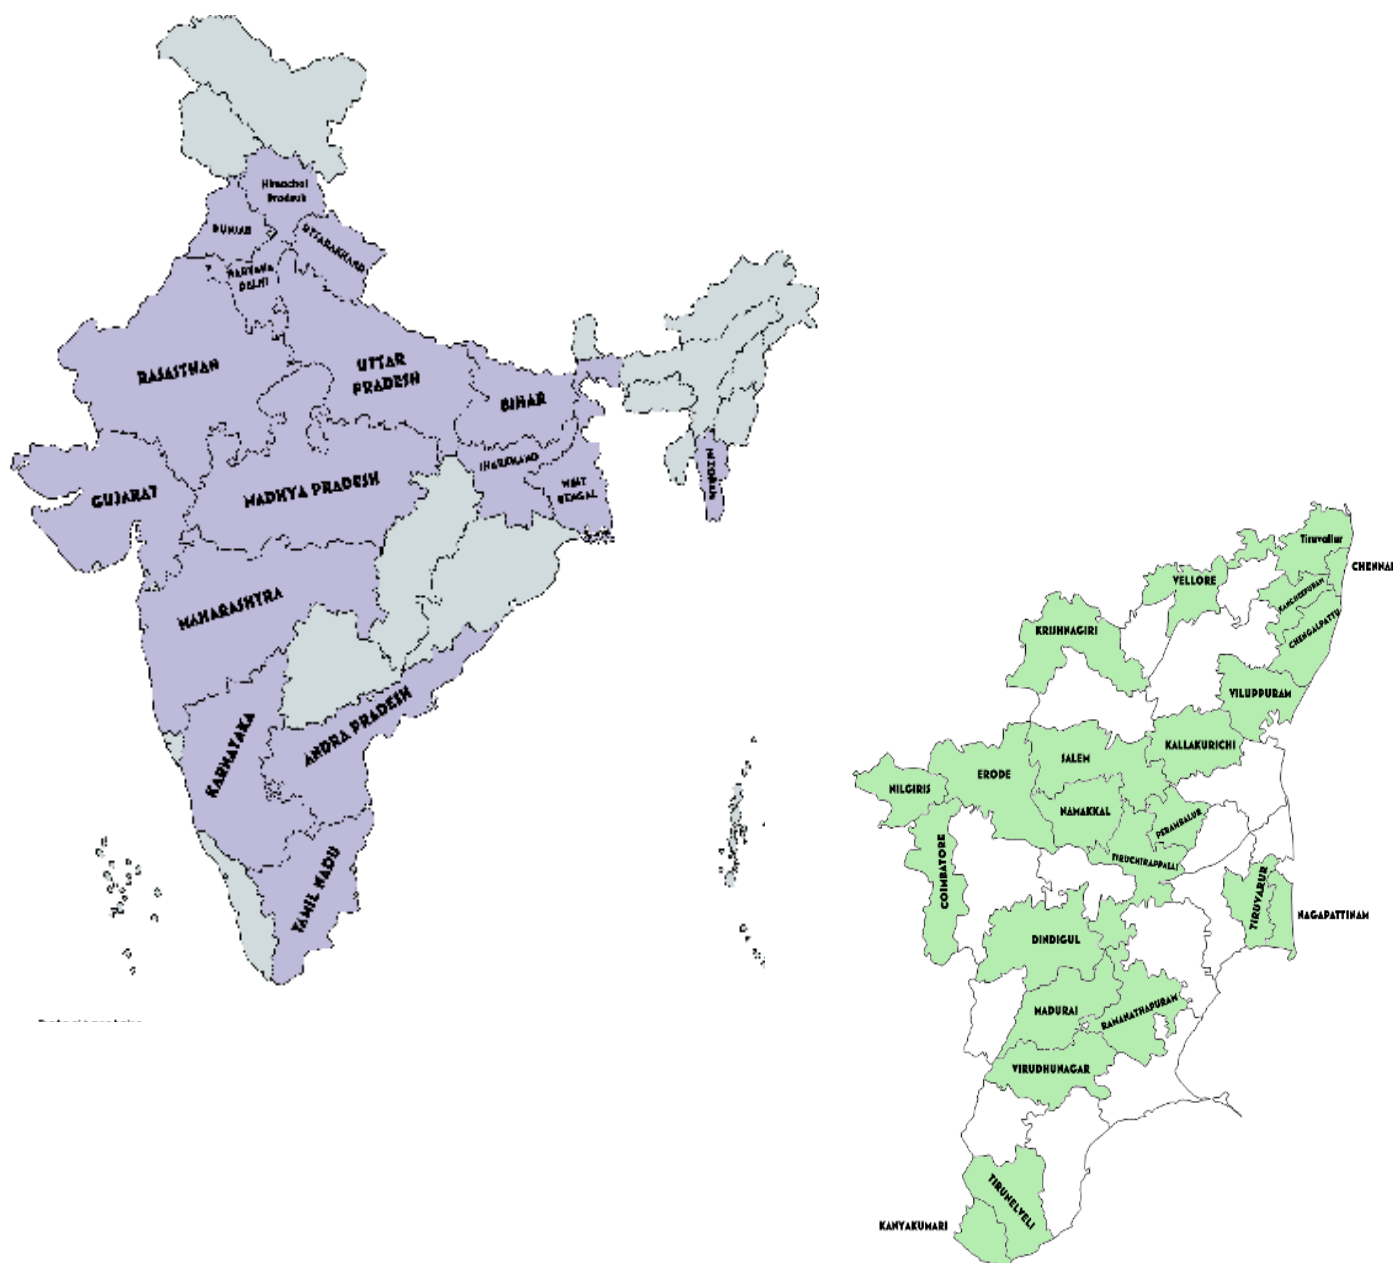 Himachal
Pradesh
PUNJAB
UTTARAKHAND
HARYANA
DELHI
RAJASTHAN
UTTAR
PRADESH
BIHAR
JHARKHAND
WEST
BENGAL
MIZORAM
GUJARAT
MADHYA PRADESH
MAHARASHTRA
KARNATAKA
ANDRA PRADESH
TAMIL NADU
Tiruvallur
CHENNAI
VELLORE
KANCHEEPURAM
CHENGALPATTU
KRISHNAGIRI
VILUPPURAM
KALLAKURICHI
SALEM
ERODE
NILGIRIS
NAMAKKAL
PERAMBALUR
TIRUCHIRAPPALLI
COIMBATORE
TIRUVARUR
NAGAPATTINAM
DINDIGUL
MADURAI
RAMANATHAPURAM
VIRUDHUNAGAR
TIRUNELVELI
KANYAKUMARI